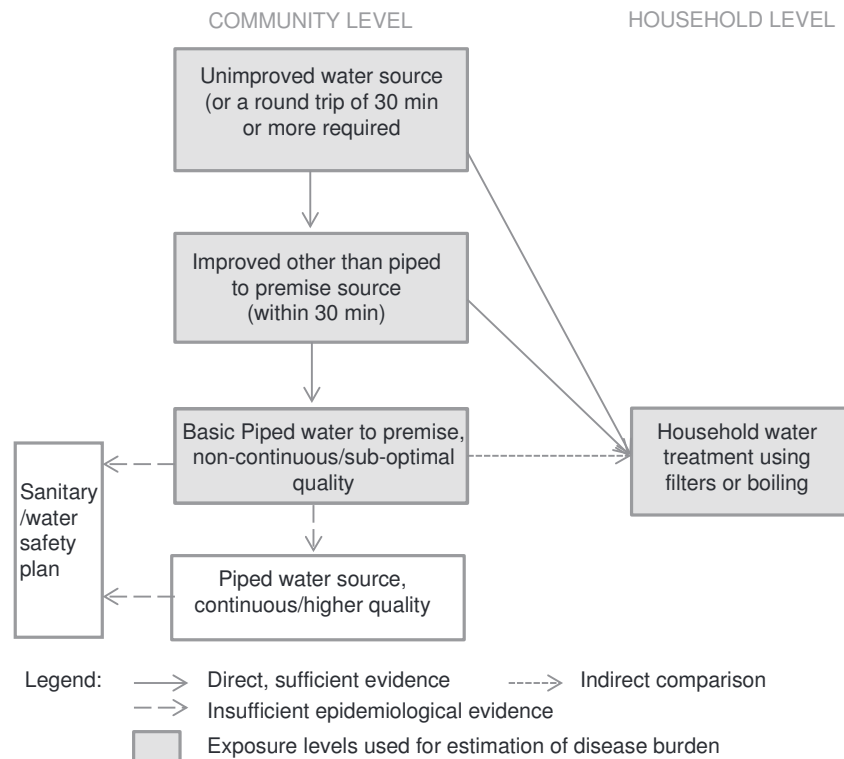 COMMUNITY LEVEL
HOUSEHOLD LEVEL
Unimproved water source
(or a round trip of 30 min
or more required
Improved other than piped
to premise source
(within 30 min)
Basic Piped water to premise,
non-continuous/sub-optimal
quality
Household water
treatment using
filters or boiling
Sanitary
/water
safety
plan
Piped water source,
continuous/higher quality
Legend:
Direct, sufficient evidence
Indirect comparison
Insufficient epidemiological evidence
Exposure levels used for estimation of disease burden